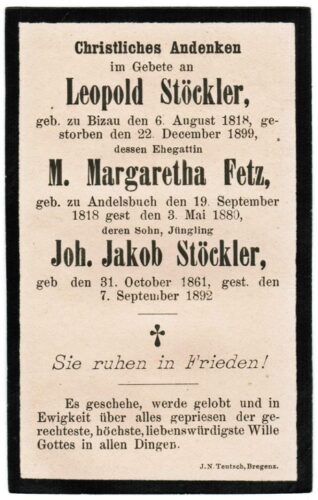 Christliches Andenken
im Gebete an
Leopold Stöckler,
geb. zu Bizau den 6. August 1818, ge-
storben den 22. December 1899,
dessen Ehegattin
M. Margaretha Fetz,
geb. zu Andelsbuch den 19. September
1818 gest den 3. Mai 1880,
deren Sohn, Jüngling
Joh. Jakob Stöckler,
geb den 31. October 1861, gest. den
7. September 1892
Sie ruhen in Frieden!
Es geschehe, werde gelobt und in
Ewigkeit über alles gepriesen der ge-
rechteste, höchste, liebenswürdigste Wille
Gottes in allen Dingen.
J. N. Teutsch, Bregenz.